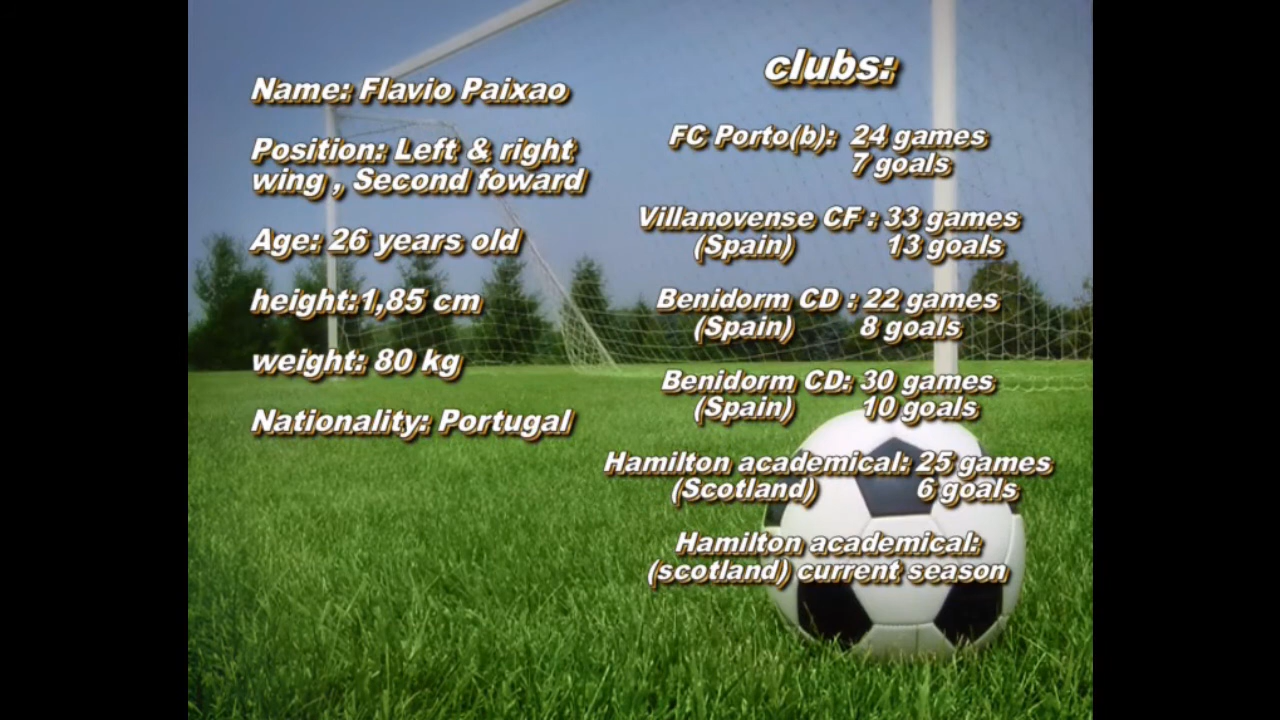 Name: Flavio Paixao
Position: Left & right
wing , Second foward
Age: 26 years old
height:1,85 cm
weight: 80 kg
Nationality: Portugal
clubs:
FC Porto(b): 24 games
7 goals
Villanovense CF : 33 games
(Spain) 13 goals
Benidorm CD : 22 games
(Spain) 8 goals
Benidorm CD: 30 games
(Spain) 10 goals
Hamilton academical: 25 games
(Scotland) 6 goals
Hamilton academical:
(scotland) current season